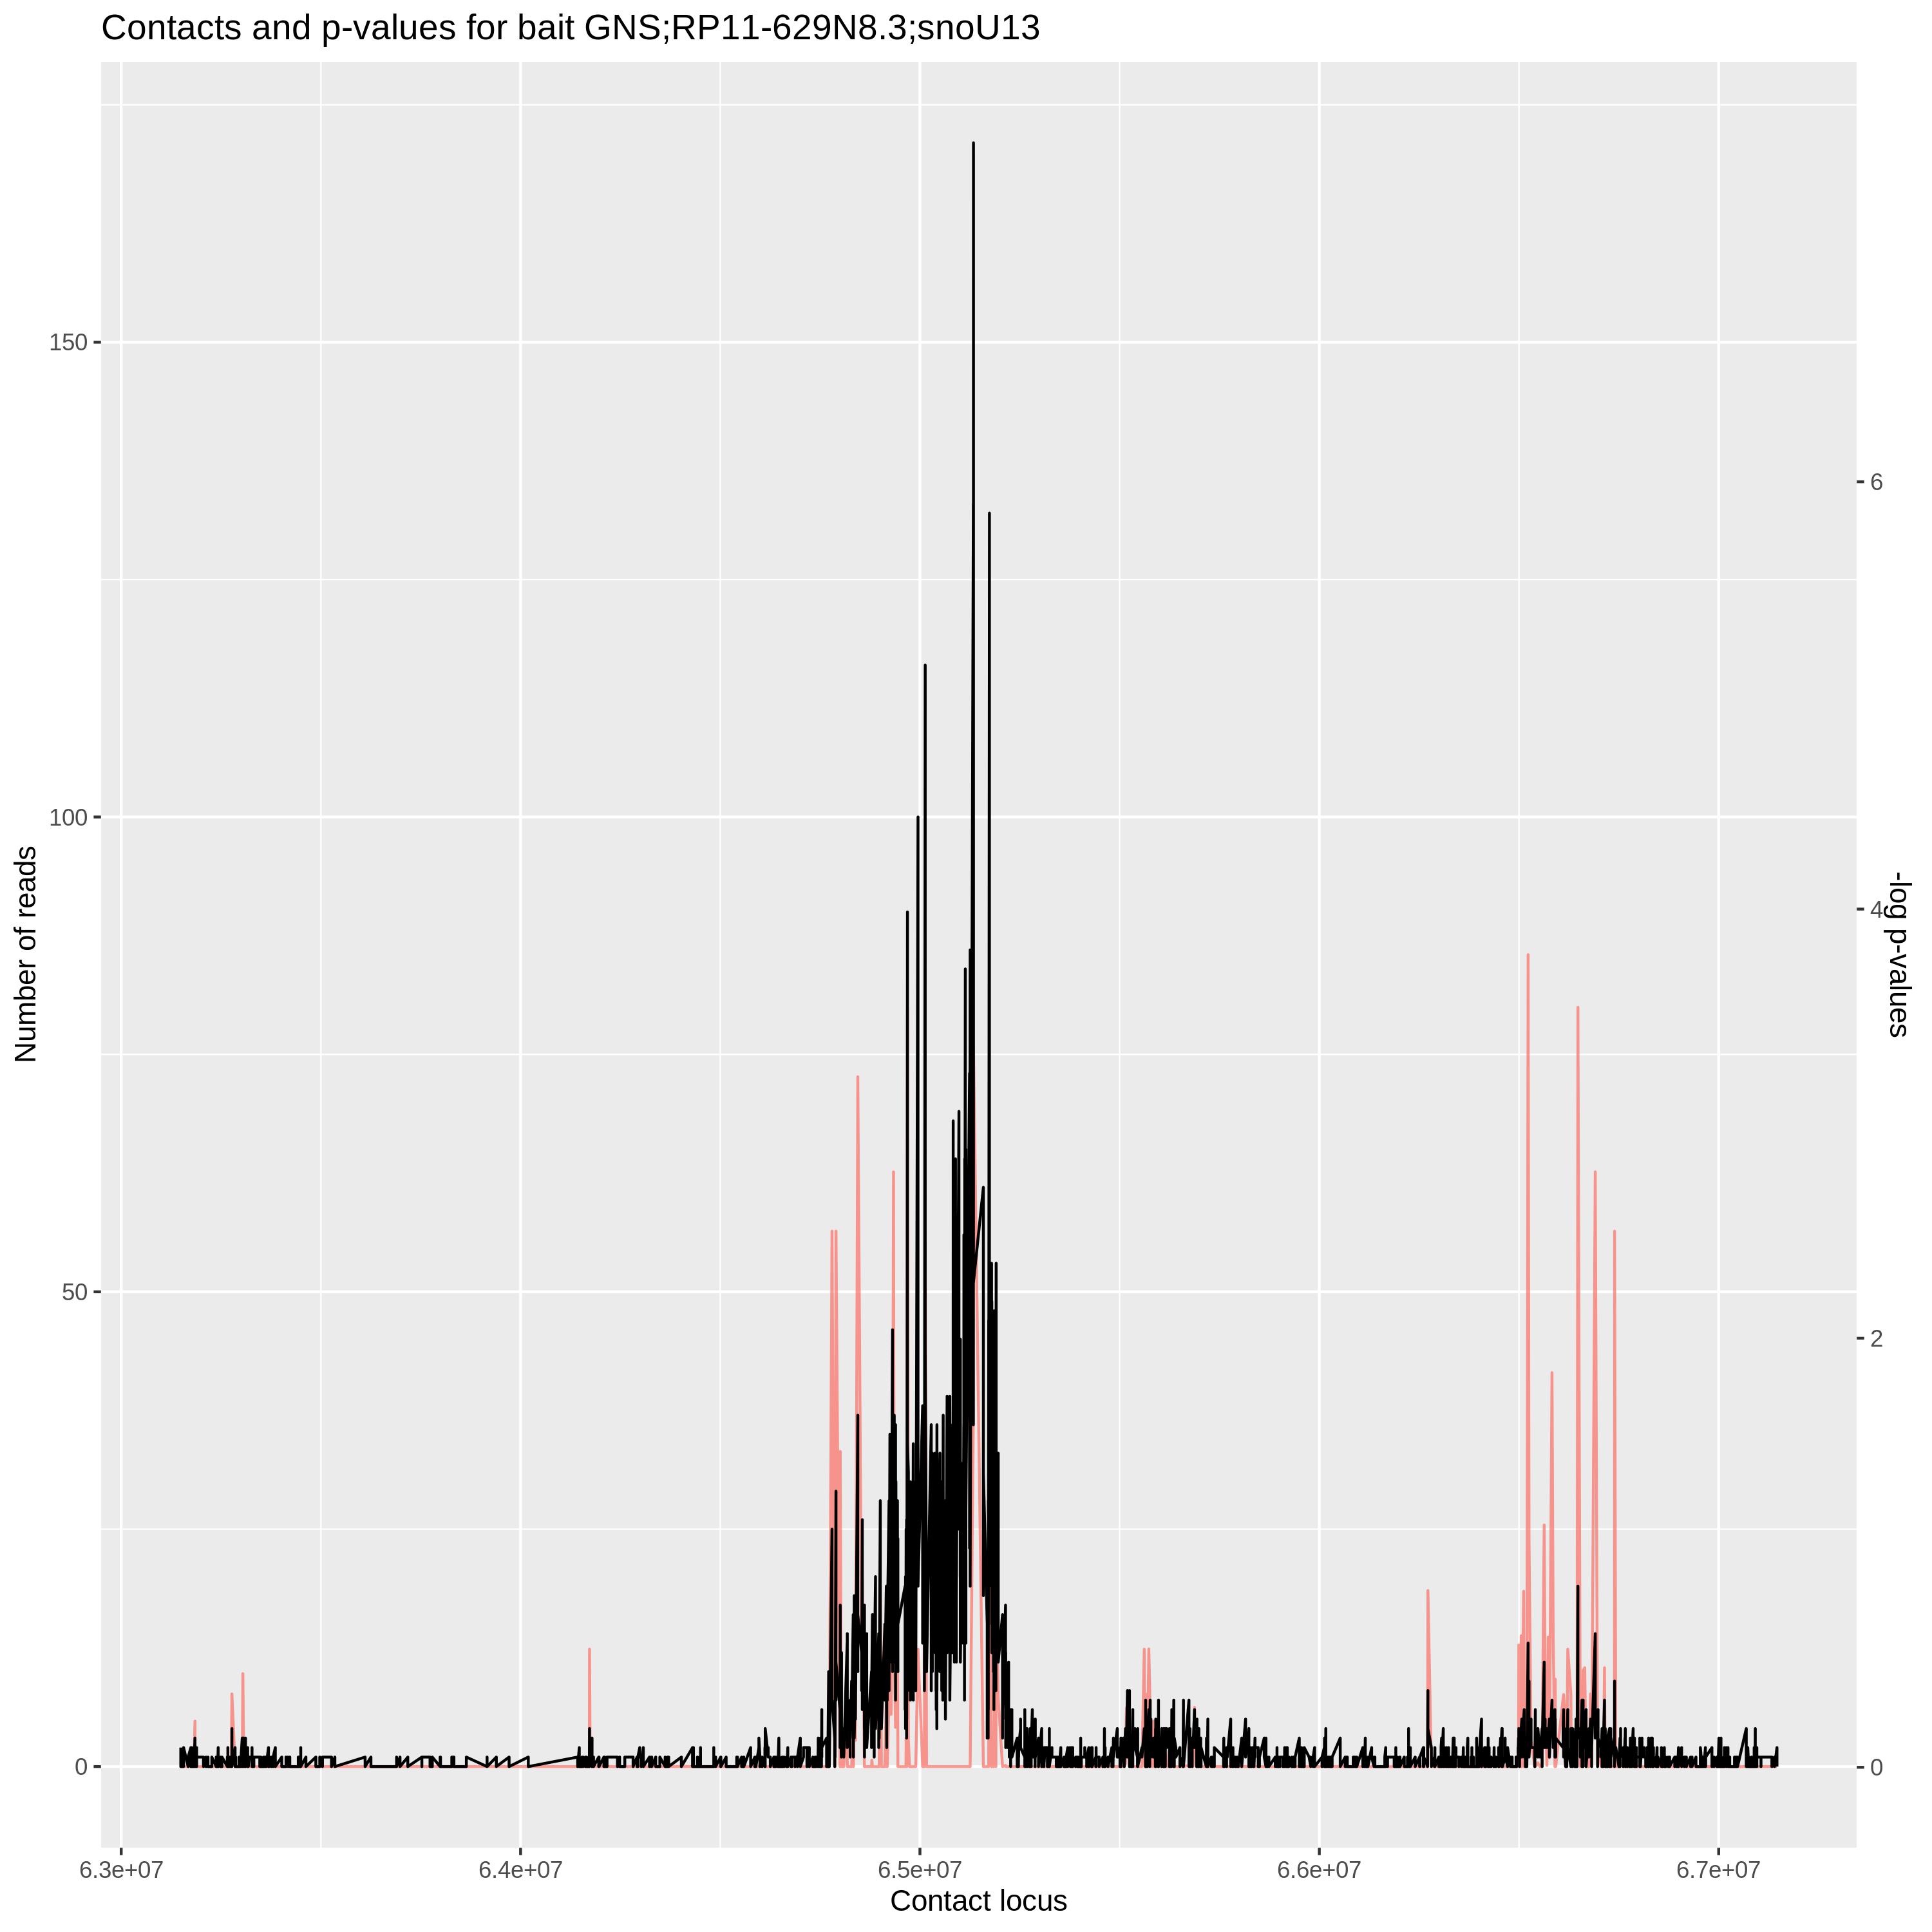 Contacts and p-values for bait GNS;RP11-629N8.3;snoU13
Number of reads
150
100
50
0
6
4
2
0
-log p-values
6.3e+07 6.4e+07 6.5e+07 6.6e+07 6.7e+07
Contact locus